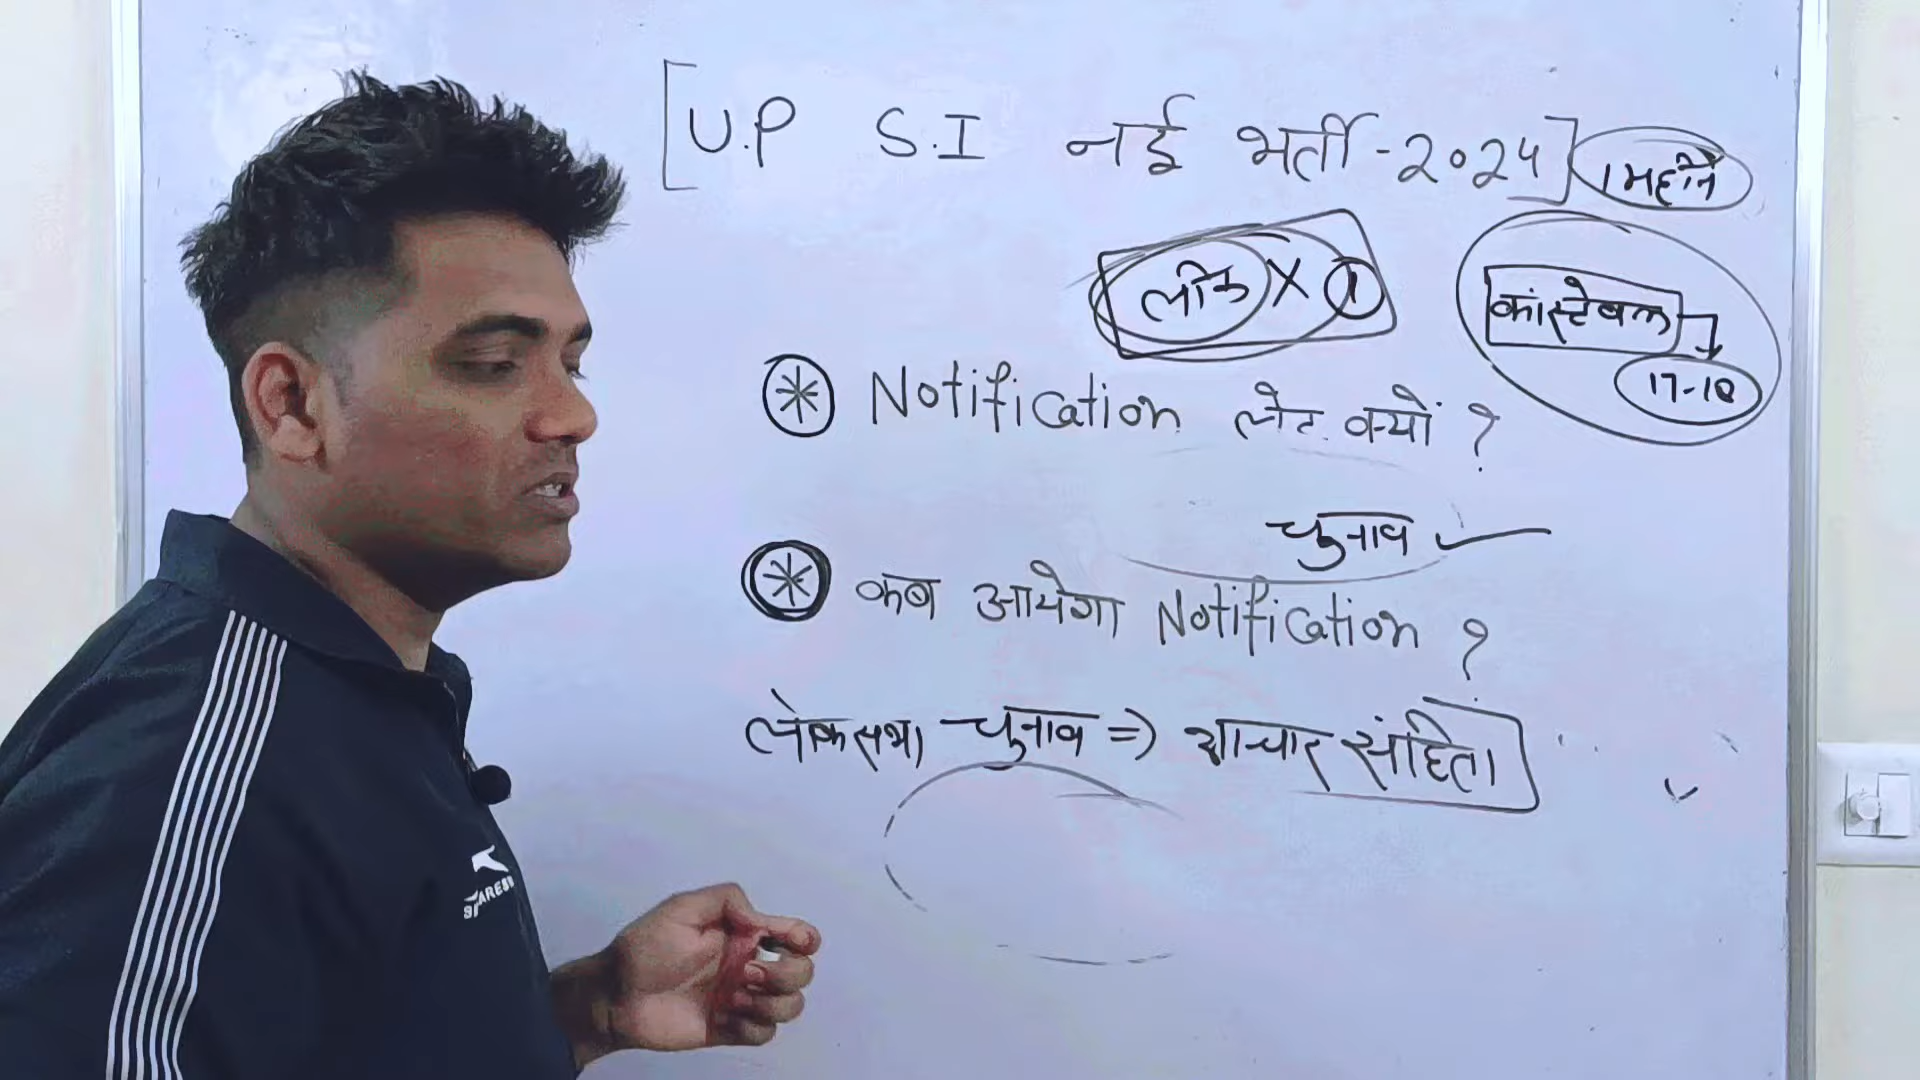 [U.P S.I नई भर्ती - 2024] 1 महीने
लीक X 1
कांस्टेबल
17-18
* Notification लेट क्यों ?
चुनाव ✓
* कब आयेगा Notification ?
लोकसभा चुनाव => आचार संहिता